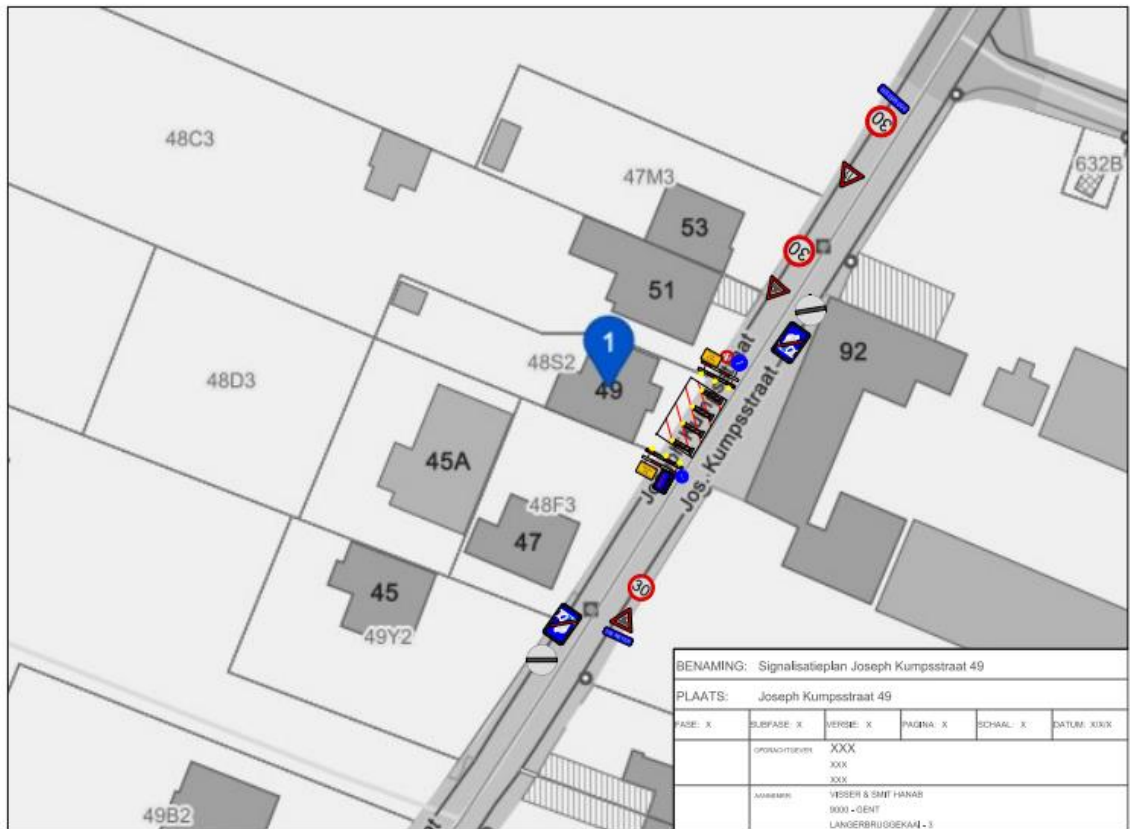 48C3
30
632B
47M3
53
30
51
1
48S2
92
48D3
49
45A
Jos. Kumpsstraat
48F3
47
30
45
49Y2
BENAMING: Signalisatieplan Joseph Kumpsstraat 49
PLAATS: Joseph Kumpsstraat 49
FASE: X SUBFASE: X VERSIE: X PAGINA: X SCHAAL: X DATUM: X/X/X
OPDRACHTGEVER: XXX
XXX
XXX
AANNEMER: VISSER & SMIT HANAB
9000 - GENT
LANGERBRUGGEKAAI - 3
49B2